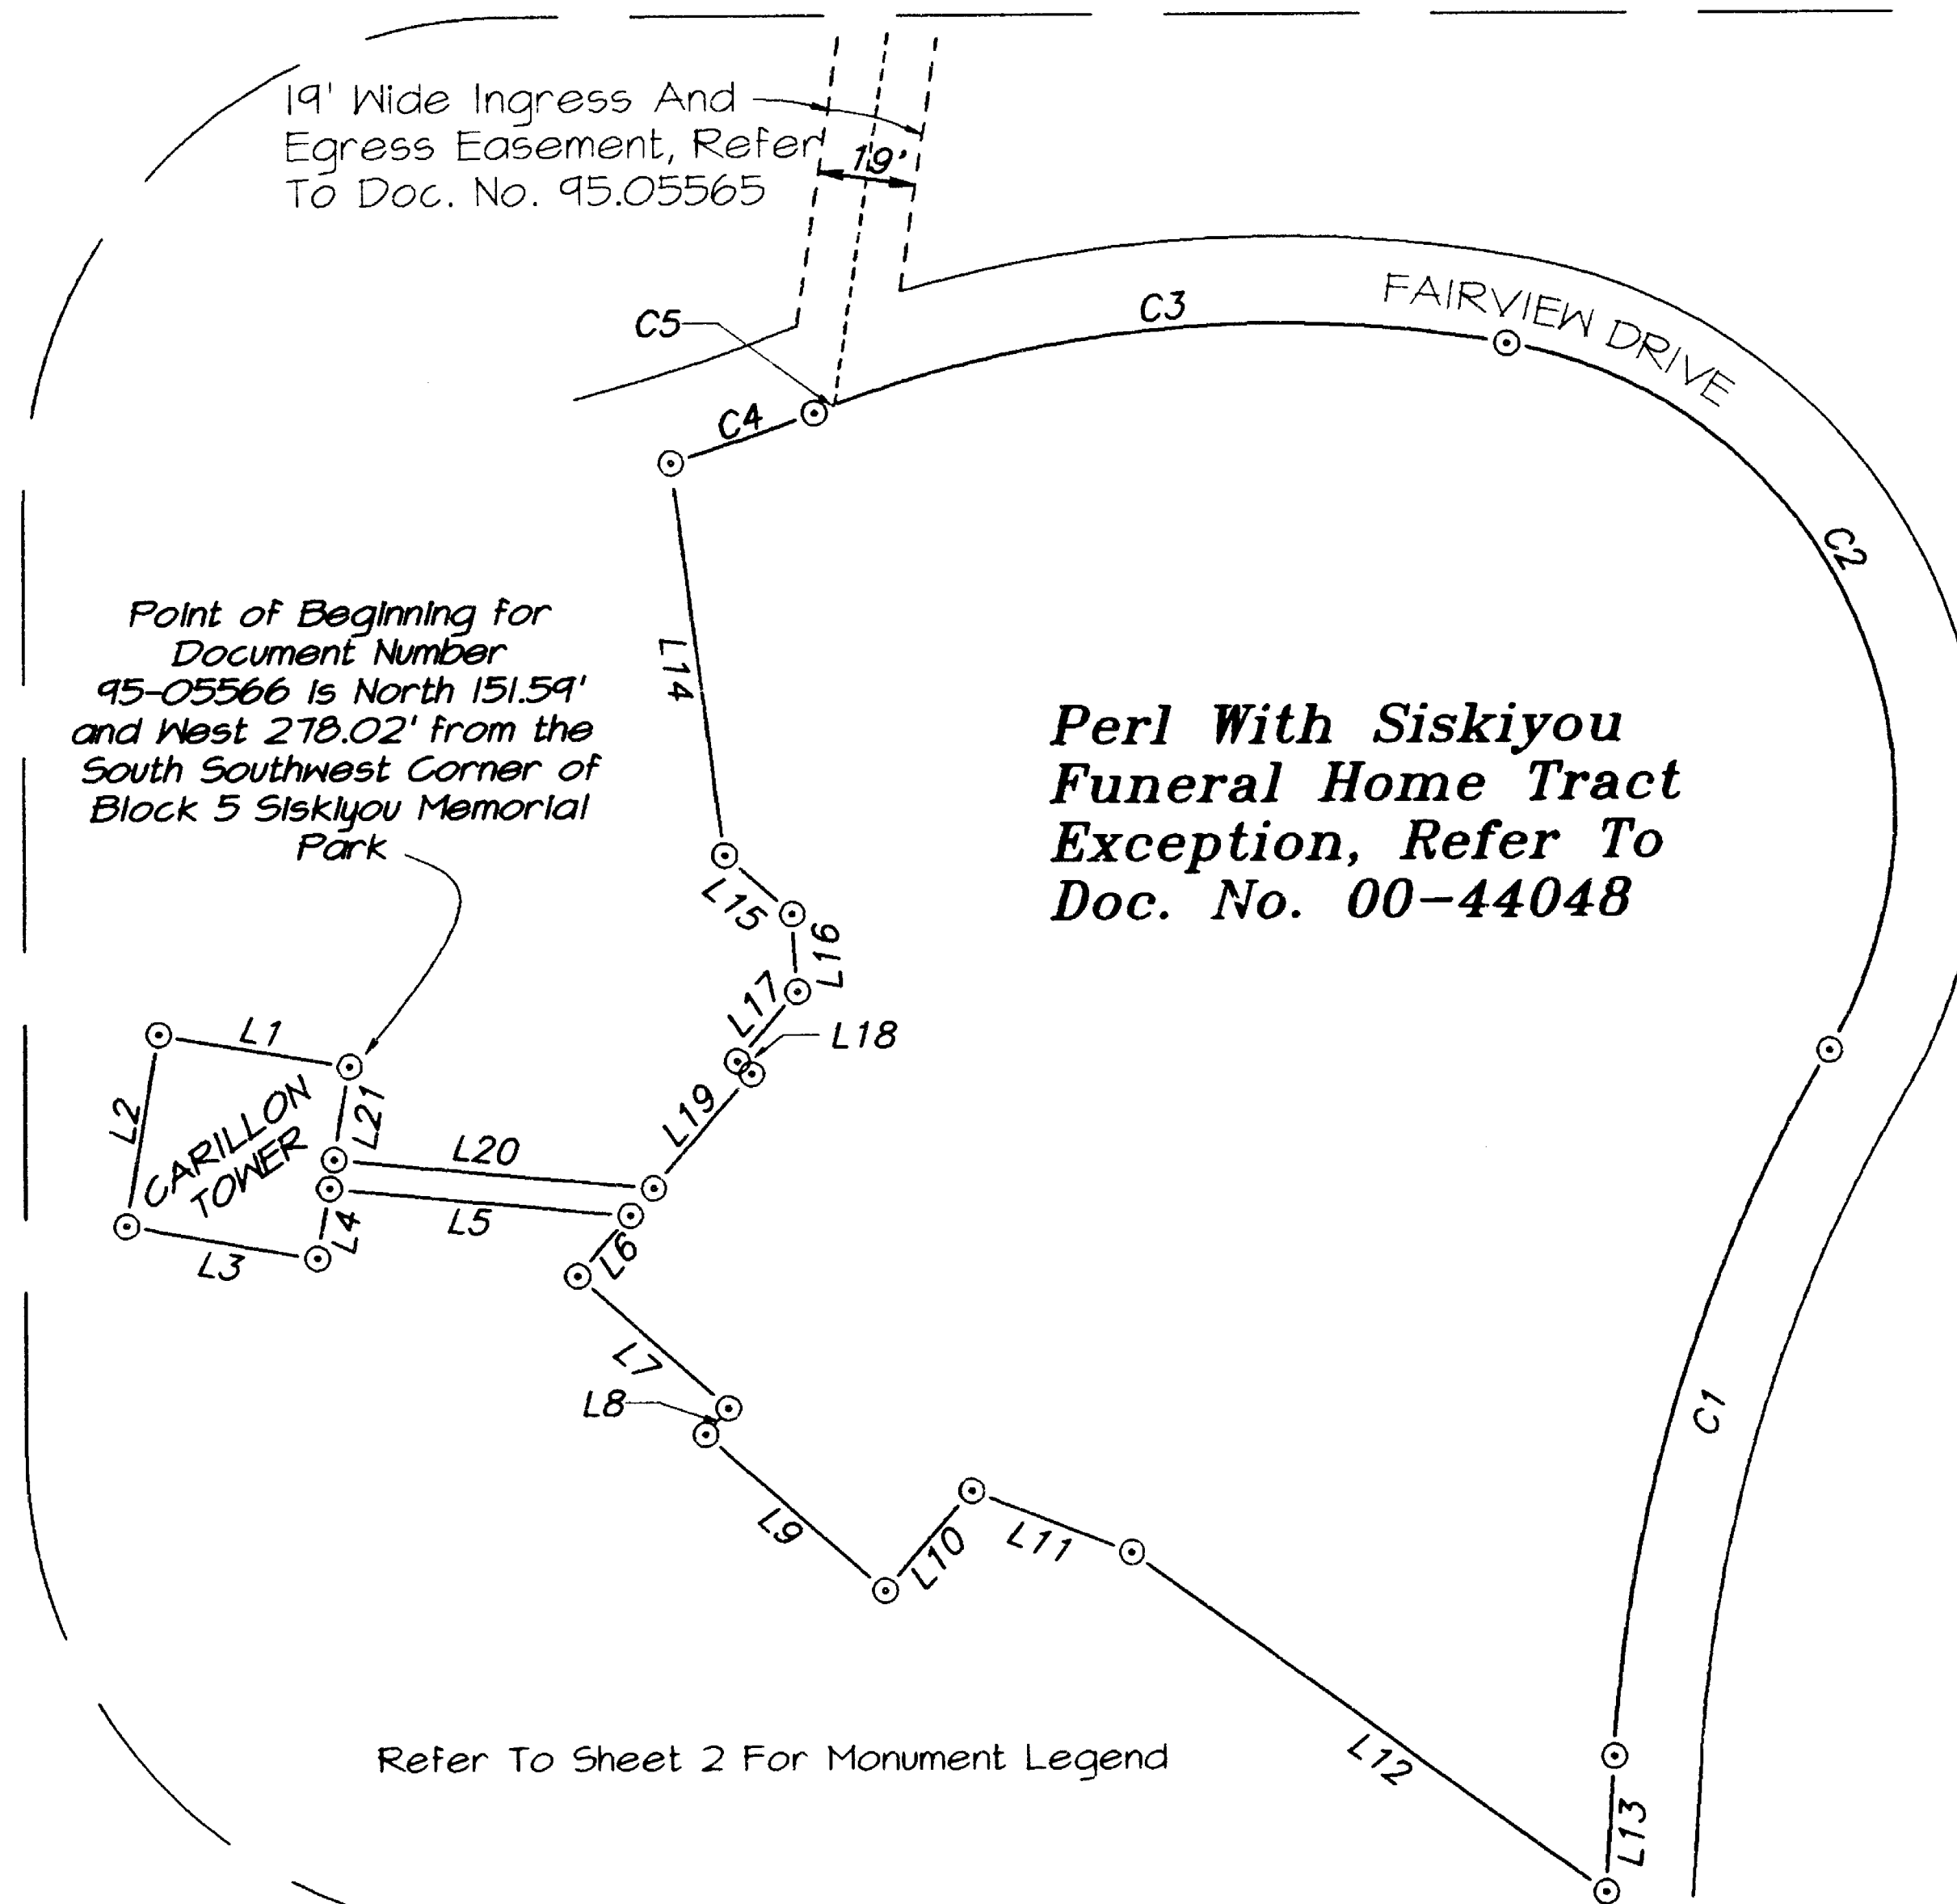 19' Wide Ingress And
Egress Easement, Refer
To Doc. No. 95.05565
19'
C5
C3
FAIRVIEW DRIVE
C4
C2
L14
Point of Beginning for
Document Number
95-05566 Is North 151.59'
and West 278.02' from the
South Southwest Corner of
Block 5 Siskiyou Memorial
Park
Perl With Siskiyou
Funeral Home Tract
Exception, Refer To
Doc. No. 00-44048
L15
L16
L17
L18
L1
L2
L21
CARILLON
TOWER
L19
L20
L5
L4
L3
L6
L7
L8
L9
L10
L11
C1
L12
L13
Refer To Sheet 2 For Monument Legend